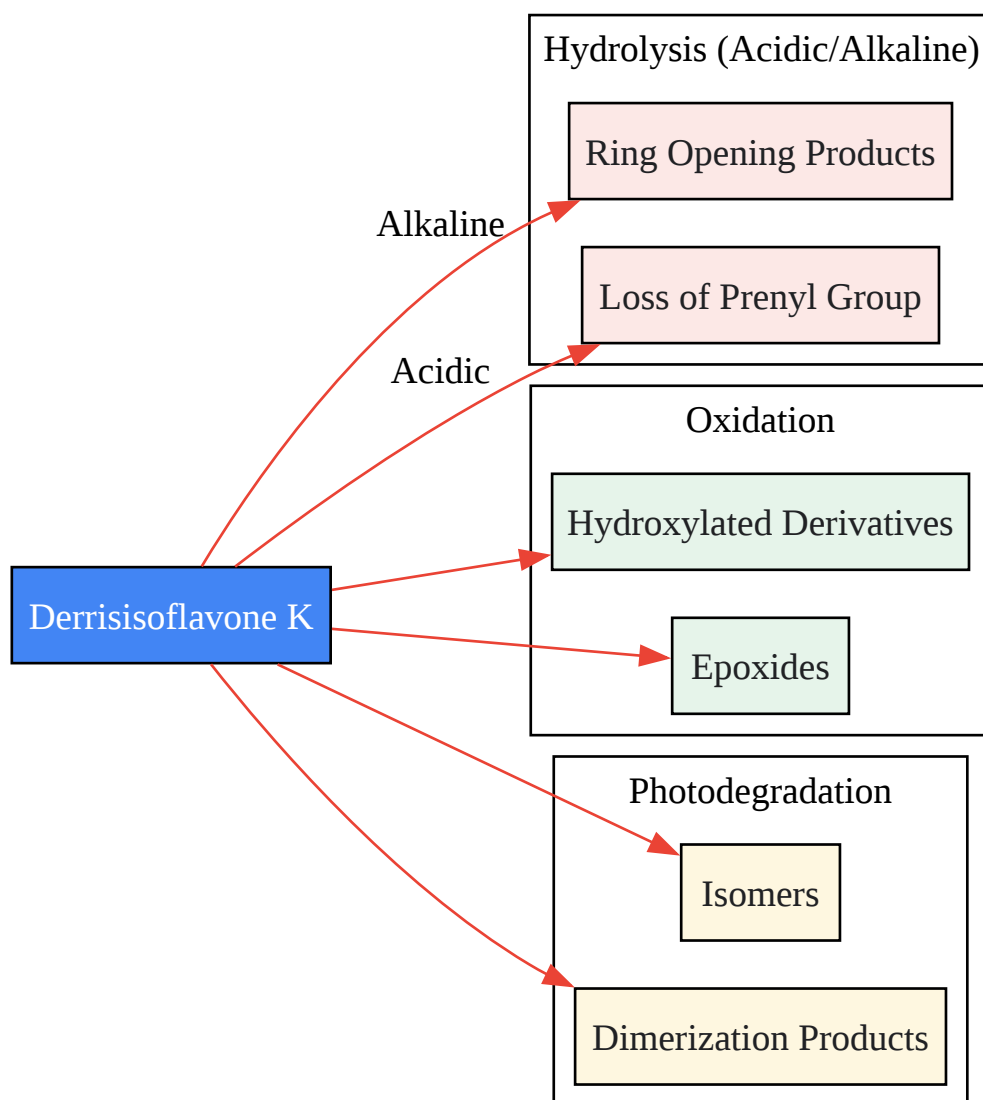 Hydrolysis (Acidic/Alkaline)
Ring Opening Products
Alkaline
Loss of Prenyl Group
Acidic
Oxidation
Hydroxylated Derivatives
Derrisisoflavone K
Epoxides
Photodegradation
Isomers
Dimerization Products